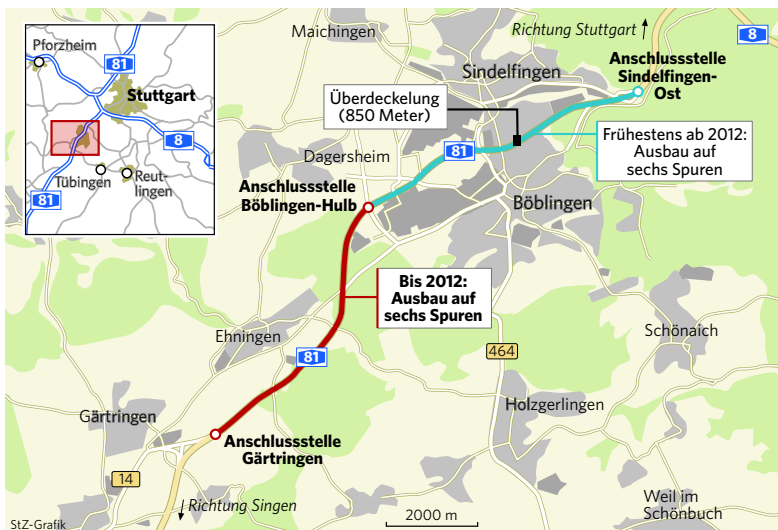 Pforzheim
81
Stuttgart
8
Tübingen
Reut-
lingen
81
Maichingen
Richtung Stuttgart
8
Sindelfingen
Anschlussstelle
Sindelfingen-
Ost
Überdeckelung
(850 Meter)
Frühestens ab 2012:
Ausbau auf
sechs Spuren
Dagersheim
81
Anschlussstelle
Böblingen-Hulb
Böblingen
Bis 2012:
Ausbau auf
sechs Spuren
Ehningen
81
464
Schönaich
Gärtringen
Holzgerlingen
Anschlussstelle
Gärtringen
14
Richtung Singen
Weil im
Schönbuch
2000 m
StZ-Grafik